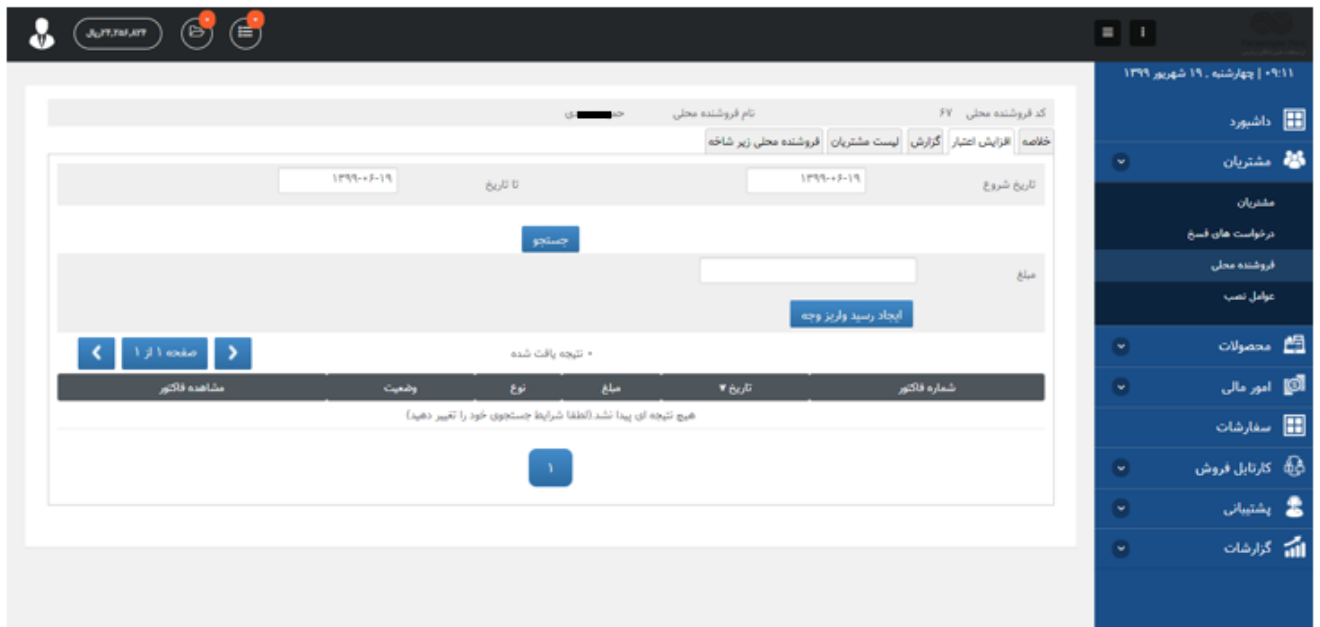 ۰۹:۱۱ | چهارشنبه , ۱۹ شهریور ۱۳۹۹
داشبورد
مشتریان
مشتریان
درخواست های فسخ
فروشنده محلی
عوامل نصب
محصولات
امور مالی
سفارشات
کارتابل فروش
پشتیبانی
گزارشات
ریال
۰
۰
کد فروشنده محلی ۶۷ نام فروشنده محلی
خلاصه افزایش اعتبار گزارش لیست مشتریان فروشنده محلی زیر شاخه
تاریخ شروع ۱۳۹۹-۰۶-۱۹ تا تاریخ ۱۳۹۹-۰۶-۱۹
جستجو
مبلغ
ایجاد رسید واریز وجه
۰ نتیجه یافت شده
صفحه ۱ از ۱
شماره فاکتور تاریخ ▼ مبلغ نوع وضعیت مشاهده فاکتور
هیچ نتیجه ای پیدا نشد.(لطفا شرایط جستجوی خود را تغییر دهید)
۱